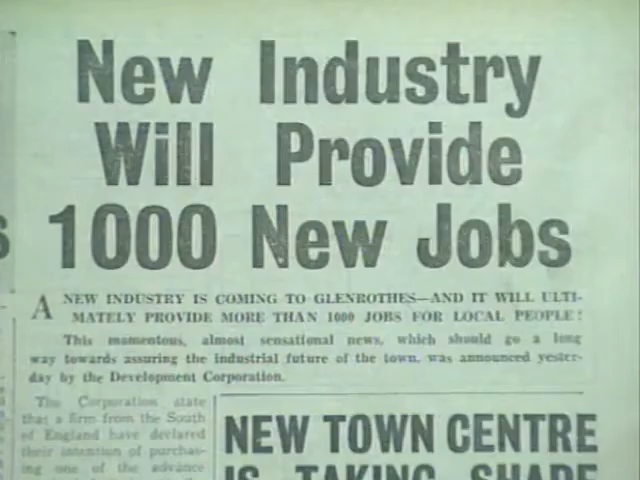 New Industry
Will Provide
1000 New Jobs
A NEW INDUSTRY IS COMING TO GLENROTHES—AND IT WILL ULTI-
MATELY PROVIDE MORE THAN 1000 JOBS FOR LOCAL PEOPLE!
This momentous, almost sensational news, which should go a long
way towards assuring the industrial future of the town, was announced yester-
day by the Development Corporation.
The Corporation state
that a firm from the South
of England have declared
their intention of purchas-
ing one of the advance
NEW TOWN CENTRE
IS TAKING SHAPE